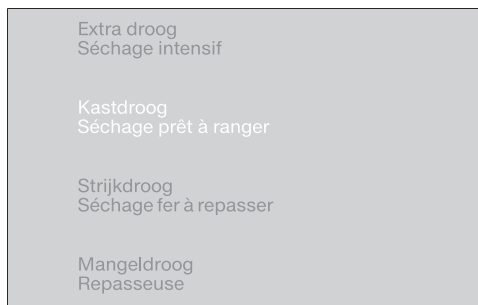 Extra droog
Séchage intensif
Kastdroog
Séchage prêt à ranger
Strijkdroog
Séchage fer à repasser
Mangeldroog
Repasseuse